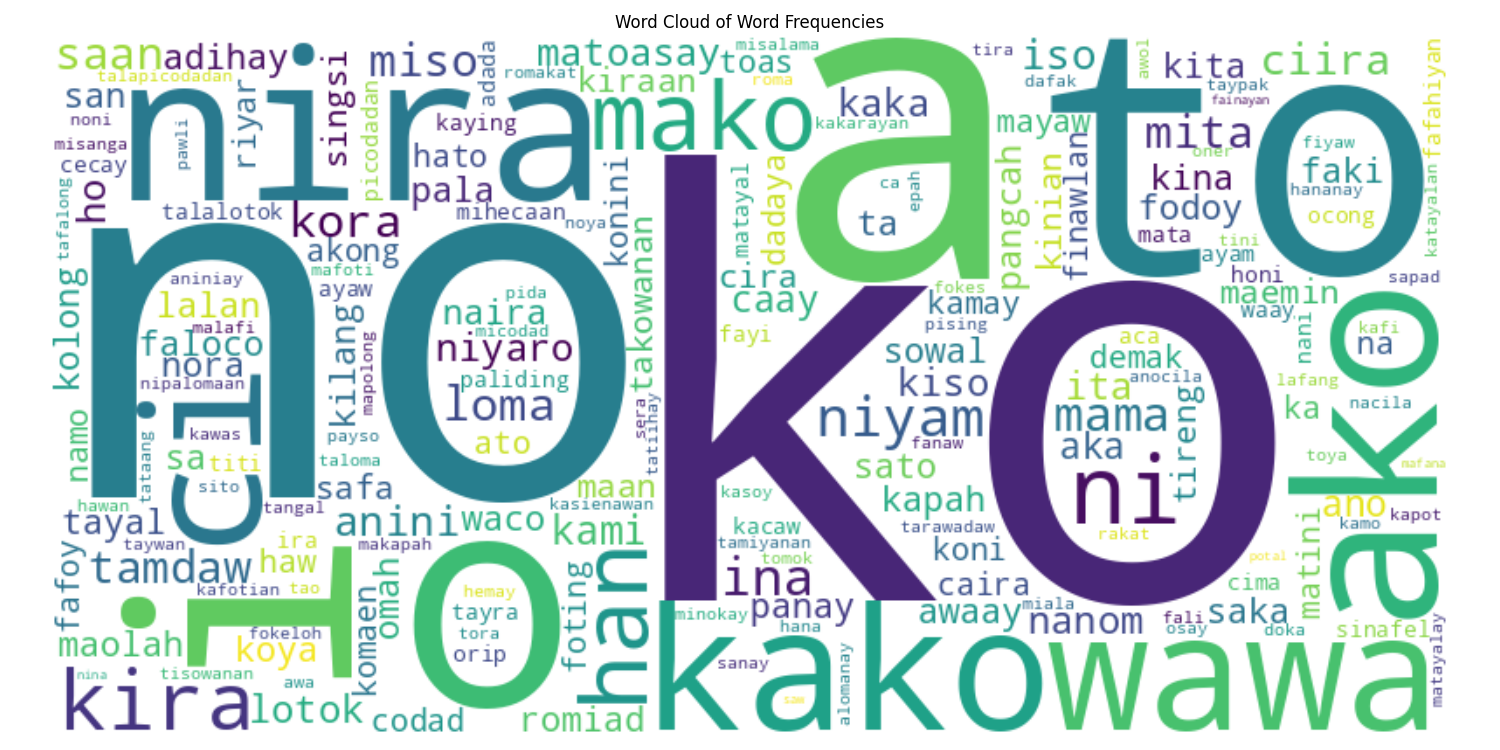 Word Cloud of Word Frequencies
saan adihay miso matoasay misalama tira iso kita ciira
talapicodadan singsi adada romakat kiraan toas roma dafak awol taypak fafahiyan
san nira riyar picodadan kaying mako kaka a to fainayan
noni pawli hato kakarayan mayaw mita oner fiyaw
misanga cecay pala konini ca epah pangcah kinian finawlan kina faki hananay
tafalong ho talalotok kora mihecaan noya .matayal dadaya ta fodoy ocong katayalan
no akong mafoti takowanan cira ko mata tini ayam honi sapad
kolong aniniay ayaw pida naira caay fokes kamay maemin waay
lalan malafi kilang mapolong micodad fayi pising aca nani kafi
faloco nora niyaro sowal demak na
nipalomaan paliding kiso ita anocila lafang nacila
namo ci kawas payso loma sera tatiihay niyam mama ka ako
tataang sa titi ato fanaw aka tireng toya mafana
sito taloma sato ni
hawan tangal safa maan kasoy kapah ano kapot
tayal anini waco kasienawan kacaw tarawadaw rakat kamo
taywan ira makapah kami tamiyanan koni matini potal
fafoy tamdaw haw io omah foting han tomok ina caira cima
kafotian tao hemay panay awaay miala fali saka
maolah fokeloh koya komaen tayra tora minokay hana nanom osay doka sinafel
nina tisowanan orip sanay kako wawa matayalay
kira awa lotok codad romiad saw alomanay